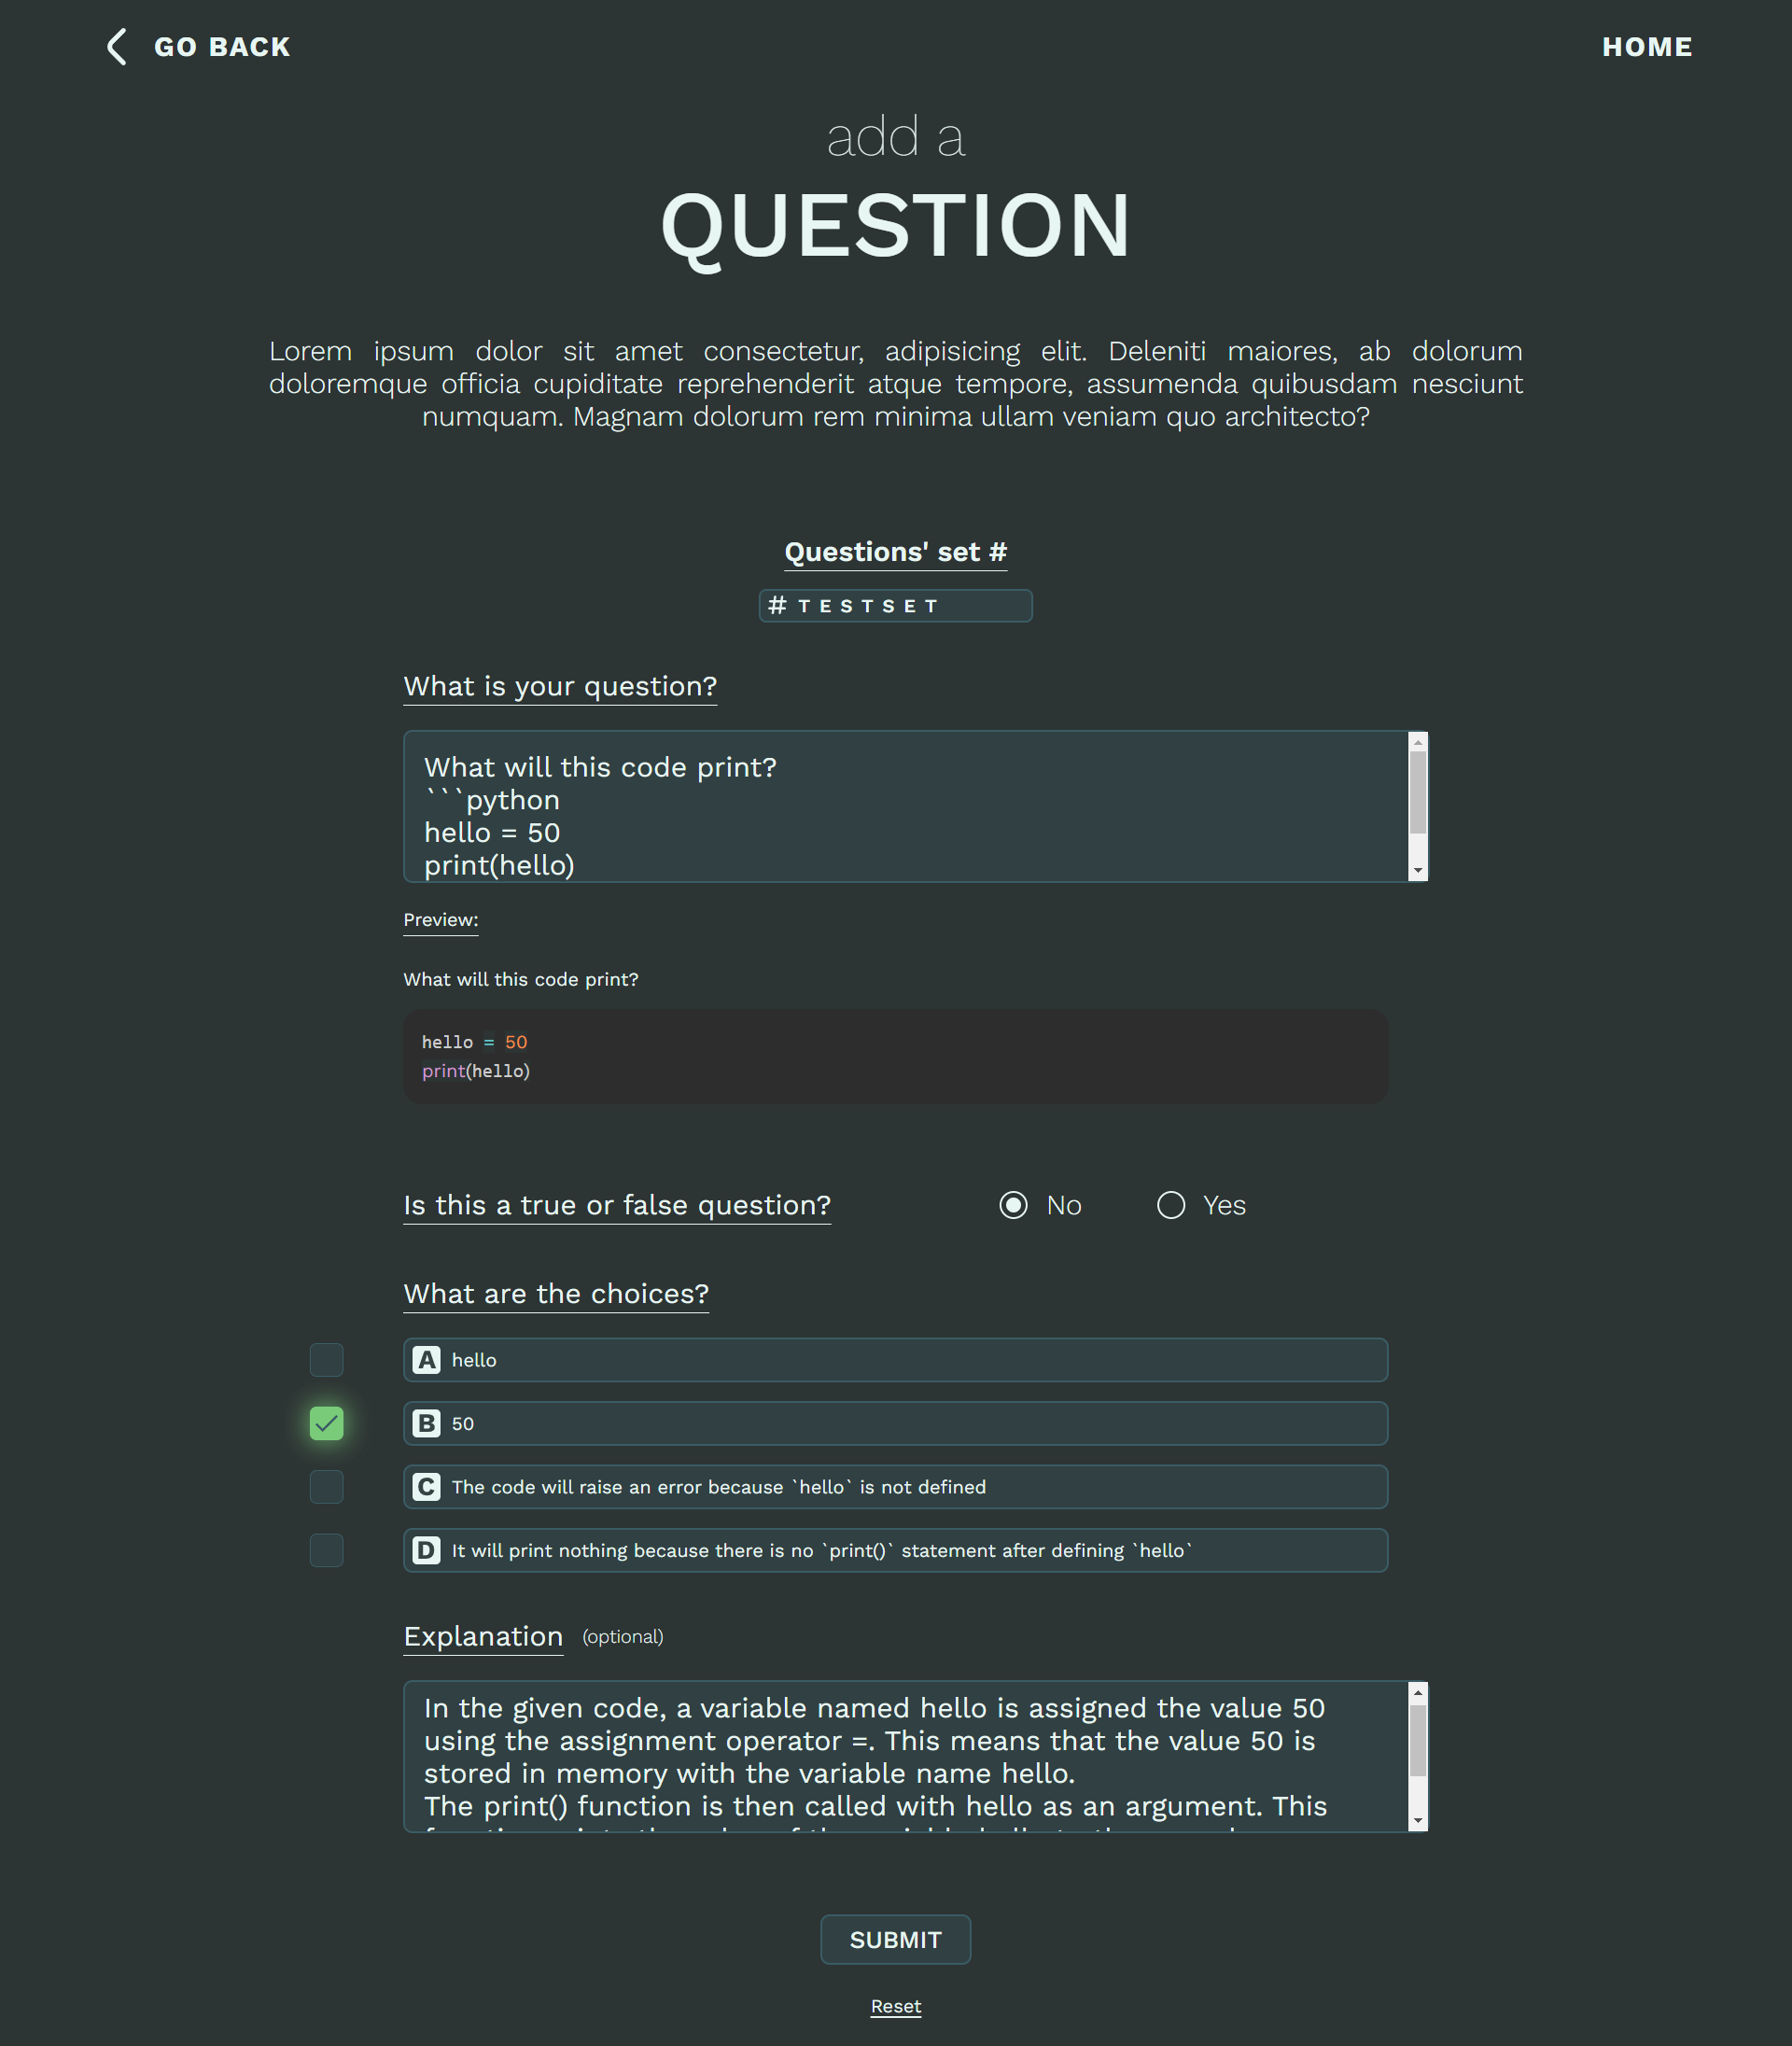 GO BACK
HOME
add a
QUESTION
Lorem ipsum dolor sit amet consectetur, adipisicing elit. Deleniti maiores, ab dolorum
doloremque officia cupiditate reprehenderit atque tempore, assumenda quibusdam nesciunt
numquam. Magnam dolorum rem minima ullam veniam quo architecto?
Questions' set #
# TESTSET
What is your question?
What will this code print?
```python
hello = 50
print(hello)
Preview:
What will this code print?
hello = 50
print(hello)
Is this a true or false question?
No
Yes
What are the choices?
A hello
B 50
C The code will raise an error because `hello` is not defined
D It will print nothing because there is no `print()` statement after defining `hello`
Explanation (optional)
In the given code, a variable named hello is assigned the value 50
using the assignment operator =. This means that the value 50 is
stored in memory with the variable name hello.
The print() function is then called with hello as an argument. This
SUBMIT
Reset